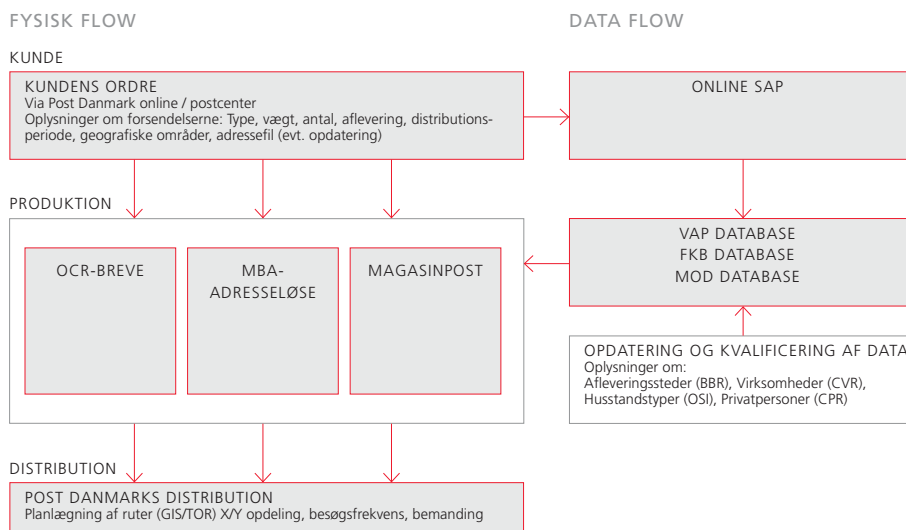 FYSISK FLOW
DATA FLOW
KUNDE
KUNDENS ORDRE
Via Post Danmark online / postcenter
Oplysninger om forsendelserne: Type, vægt, antal, aflevering, distributions-
periode, geografiske områder, adressefil (evt. opdatering)
ONLINE SAP
PRODUKTION
OCR-BREVE
MBA-
ADRESSELØSE
MAGASINPOST
VAP DATABASE
FKB DATABASE
MOD DATABASE
OPDATERING OG KVALIFICERING AF DATA
Oplysninger om:
Afleveringssteder (BBR), Virksomheder (CVR),
Husstandstyper (OSI), Privatpersoner (CPR)
DISTRIBUTION
POST DANMARKS DISTRIBUTION
Planlægning af ruter (GIS/TOR) X/Y opdeling, besøgsfrekvens, bemanding